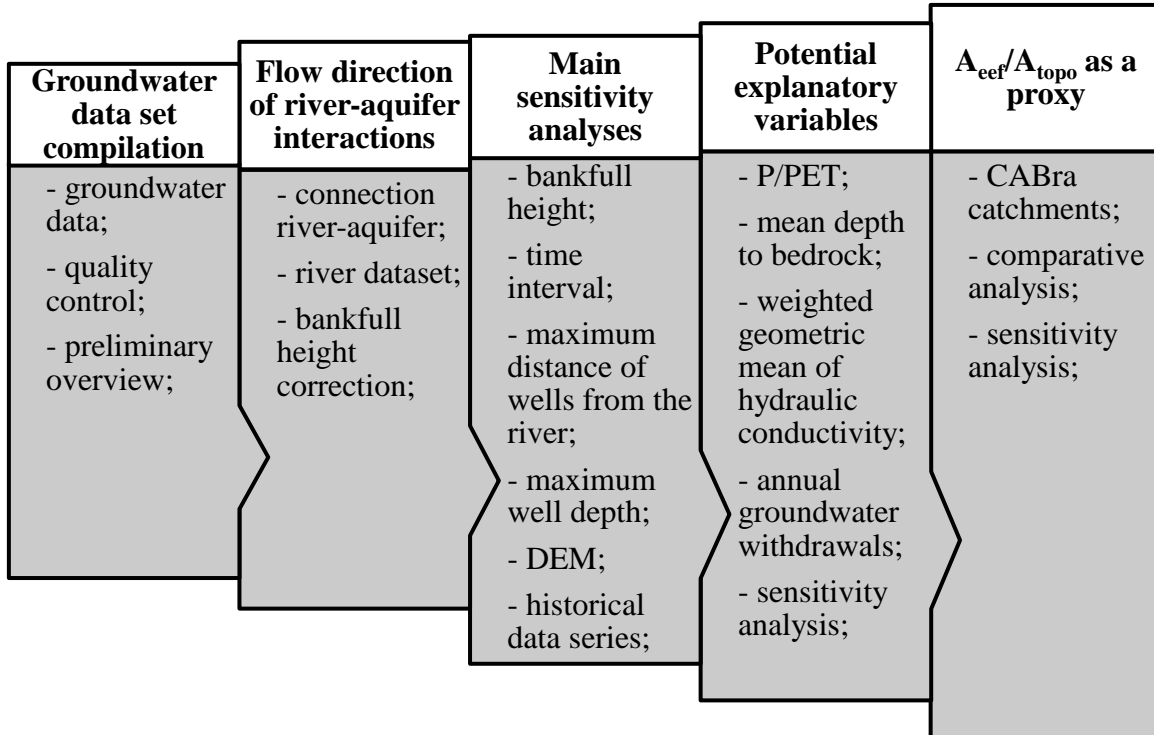 Groundwater
data set
compilation
- groundwater
data;
- quality
control;
- preliminary
overview;
Flow direction
of river-aquifer
interactions
- connection
river-aquifer;
- river dataset;
- bankfull
height
correction;
Main
sensitivity
analyses
- bankfull
height;
- time
interval;
- maximum
distance of
wells from the
river;
- maximum
well depth;
- DEM;
- historical
data series;
Potential
explanatory
variables
- P/PET;
- mean depth
to bedrock;
- weighted
geometric
mean of
hydraulic
conductivity;
- annual
groundwater
withdrawals;
- sensitivity
analysis;
A_eef/A_topo as a
proxy
- CABra
catchments;
- comparative
analysis;
- sensitivity
analysis;